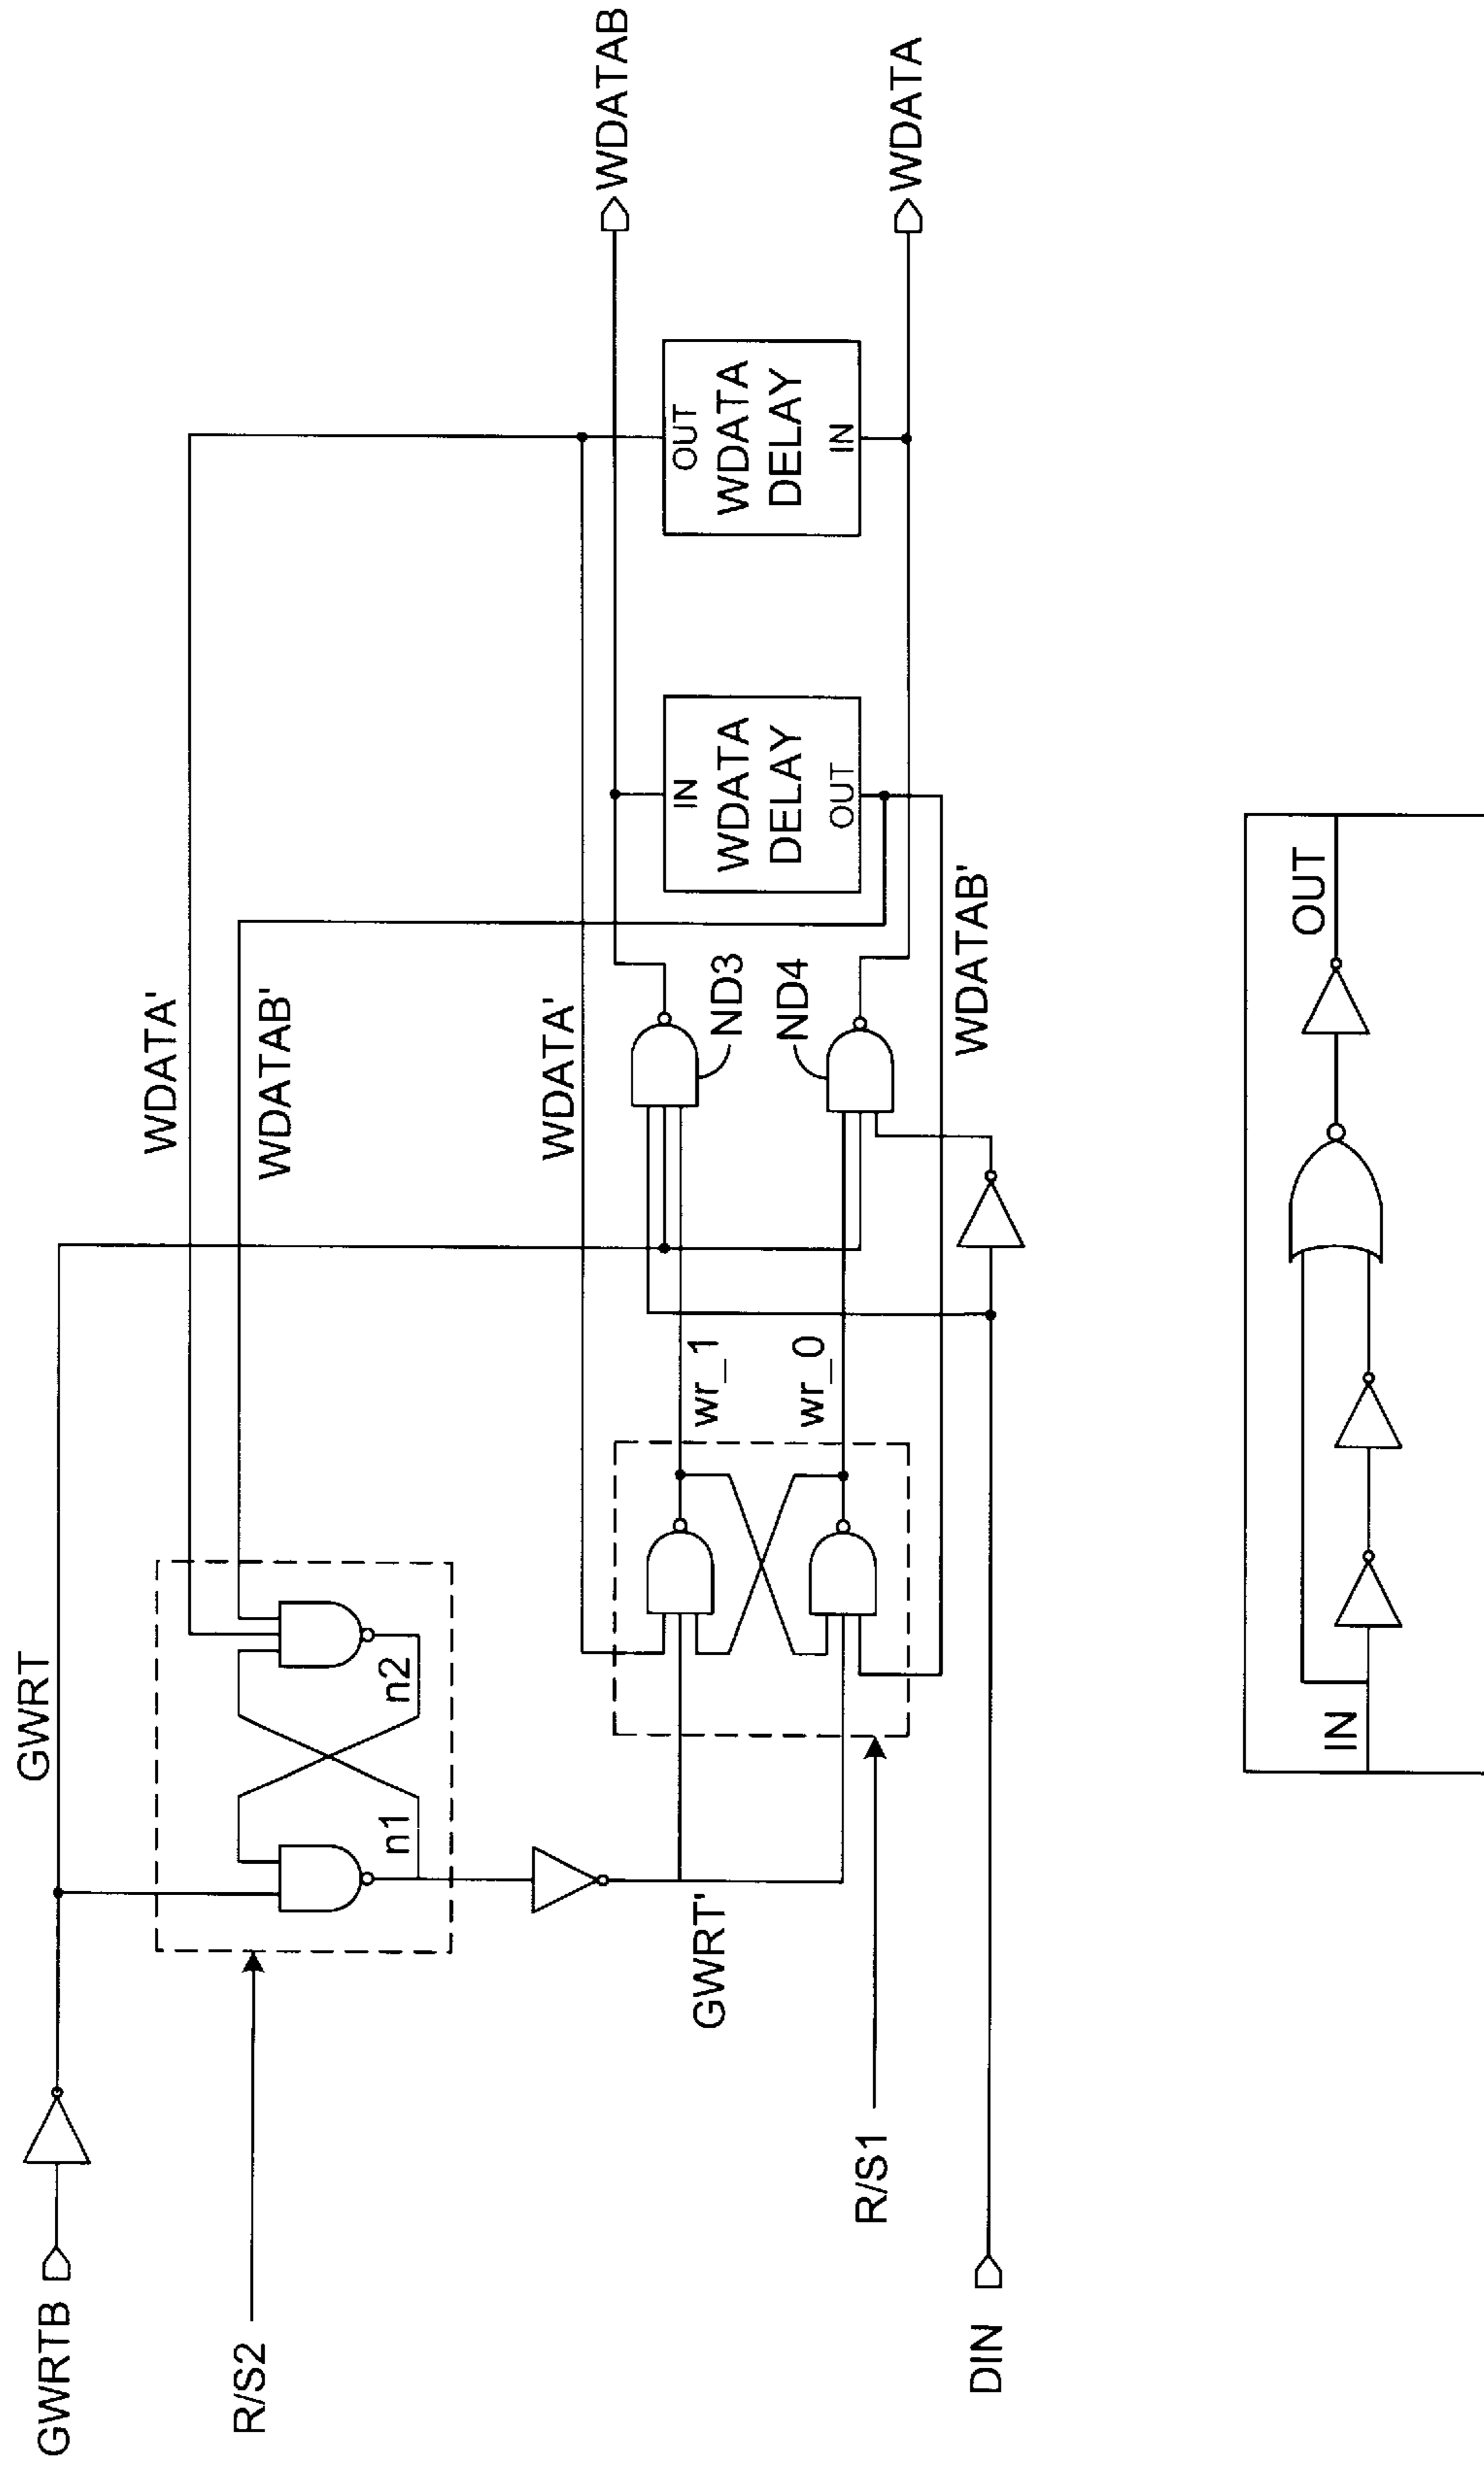 GWRTB
GWRT
WDATA'
WDATAB'
R/S2
n1
n2
WDATA'
WDATAB
OUT
WDATA
DELAY
IN
IN
WDATA
DELAY
OUT
ND3
ND4
wr_1
wr_0
GWRT'
R/S1
WDATA
WDATAB'
DIN
IN
OUT